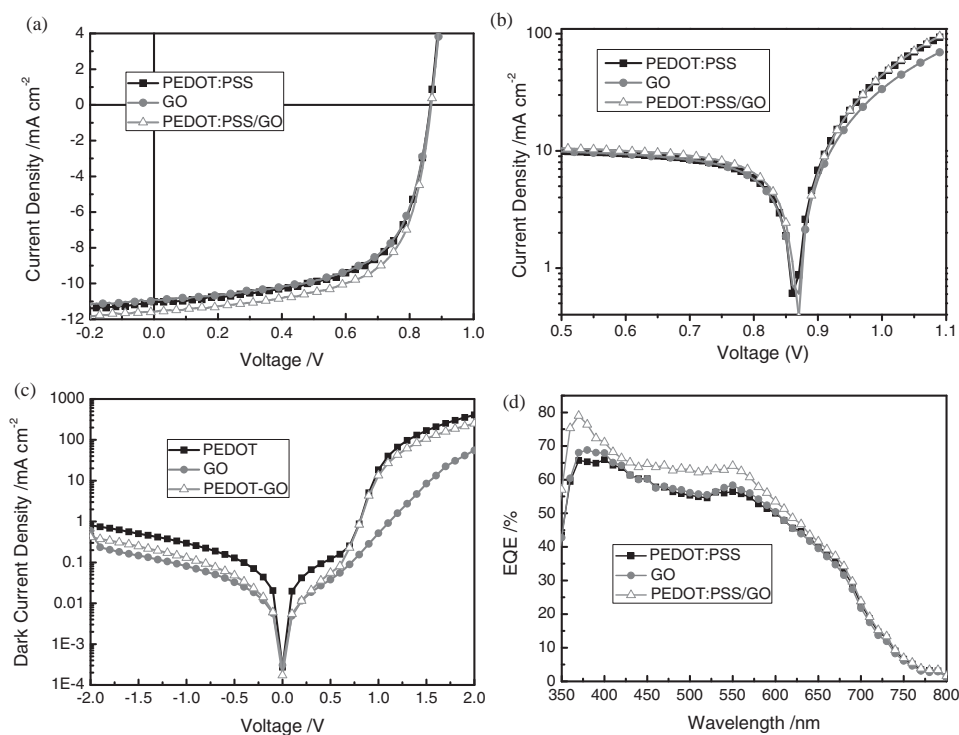 (a)
4
2
0
-2
-4
-6
-8
-10
-12
-0.2 0.0 0.2 0.4 0.6 0.8 1.0
Current Density /mA cm-2
Voltage /V
PEDOT:PSS
GO
PEDOT:PSS/GO
(b)
100
10
1
0.5 0.6 0.7 0.8 0.9 1.0 1.1
Current Density /mA cm-2
Voltage (V)
PEDOT:PSS
GO
PEDOT:PSS/GO
(c)
1000
100
10
1
0.1
0.01
1E-3
1E-4
-2.0 -1.5 -1.0 -0.5 0.0 0.5 1.0 1.5 2.0
Dark Current Density/mA cm-2
Voltage /V
PEDOT
GO
PEDOT-GO
(d)
80
70
60
50
40
30
20
10
0
350 400 450 500 550 600 650 700 750 800
EQE /%
Wavelength /nm
PEDOT:PSS
GO
PEDOT:PSS/GO